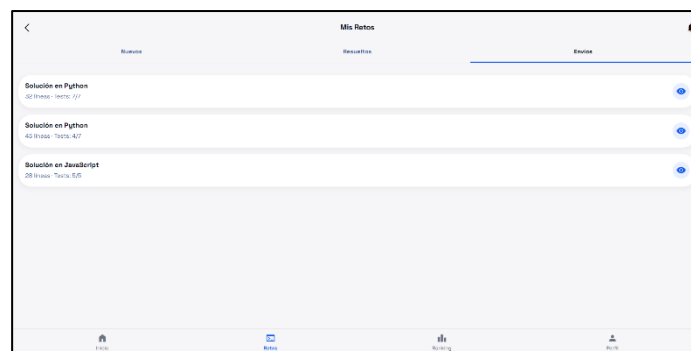 Mis Retos
Nuevos Resueltos Envíos
Solución en Python
32 líneas · Tests: 7/7
Solución en Python
45 líneas · Tests: 4/7
Solución en JavaScript
28 líneas · Tests: 5/5
Inicio Retos Ranking Perfil